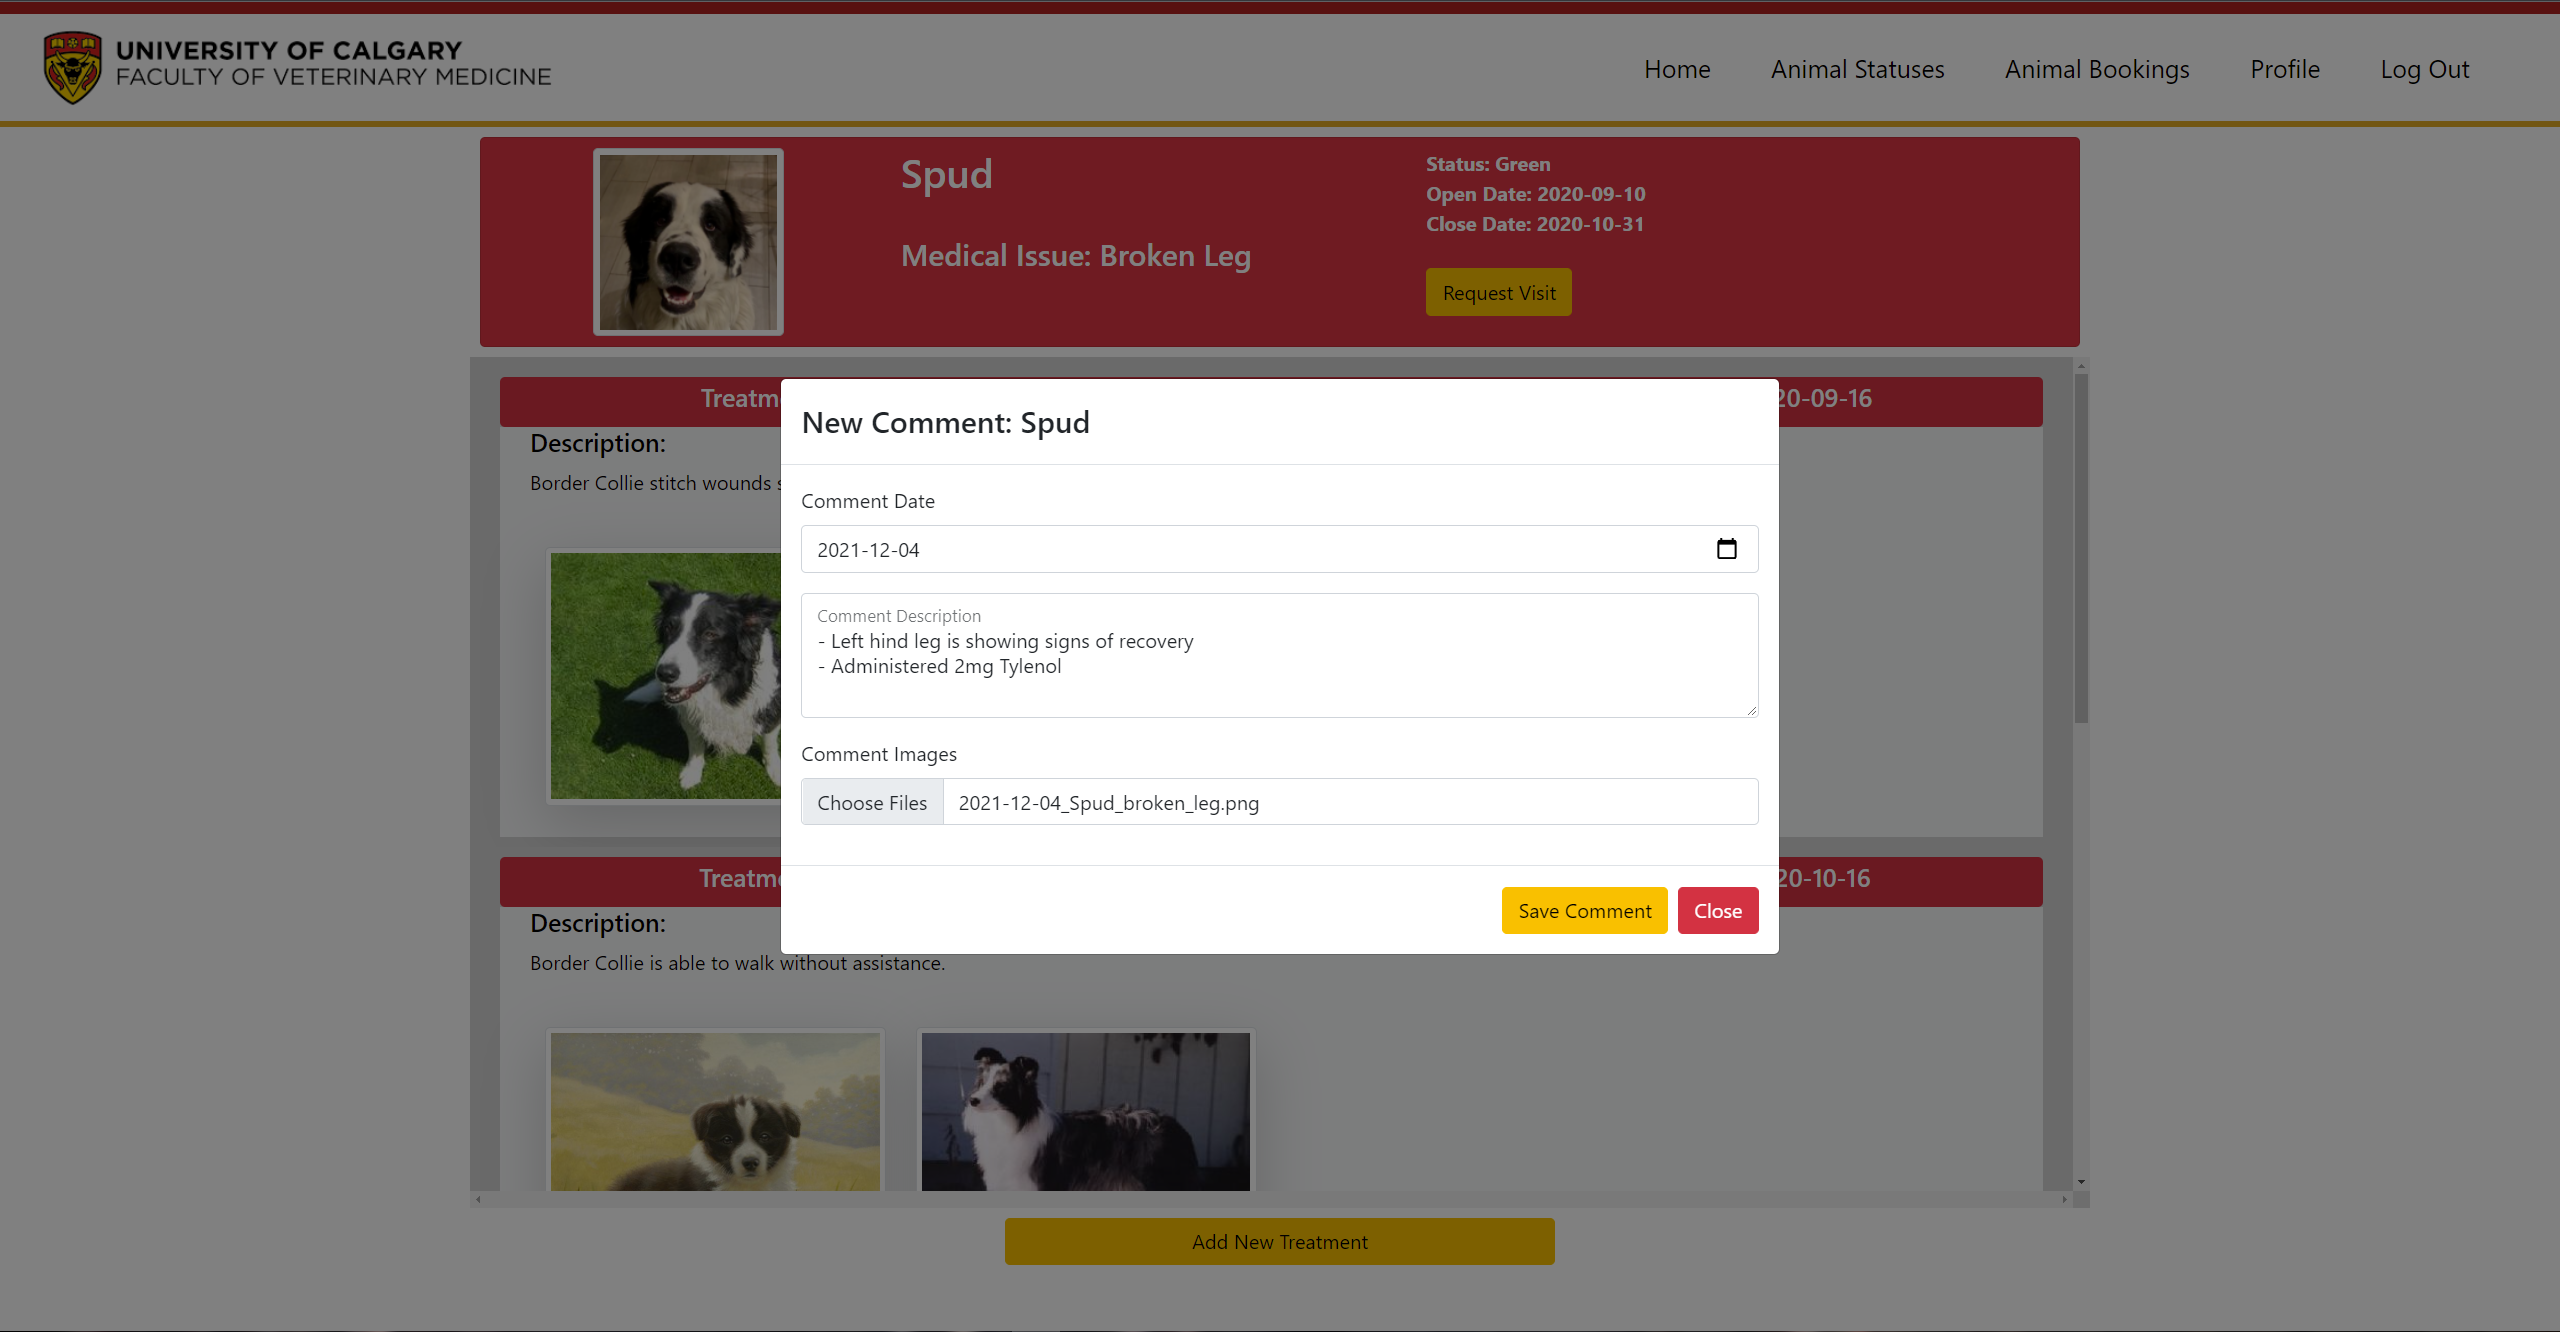 UNIVERSITY OF CALGARY
FACULTY OF VETERINARY MEDICINE
Home
Animal Statuses
Animal Bookings
Profile
Log Out
Spud
Medical Issue: Broken Leg
Status: Green
Open Date: 2020-09-10
Close Date: 2020-10-31
Request Visit
20-09-16
Description:
Border Collie stitch wounds
New Comment: Spud
Comment Date
2021-12-04
Comment Description
- Left hind leg is showing signs of recovery
- Administered 2mg Tylenol
Comment Images
Choose Files
2021-12-04_Spud_broken_leg.png
Save Comment
Close
20-10-16
Description:
Border Collie is able to walk without assistance.
Add New Treatment